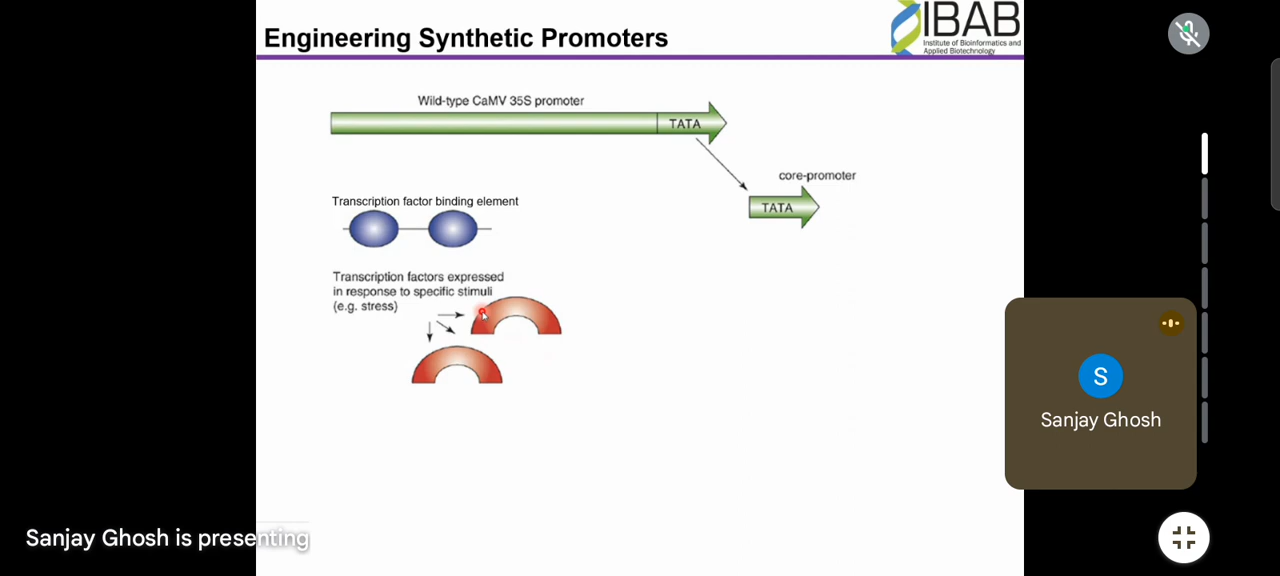 Engineering Synthetic Promoters
IBAB
Institute of Bioinformatics and
Applied Biotechnology
Wild-type CaMV 35S promoter
TATA
core-promoter
TATA
Transcription factor binding element
Transcription factors expressed
in response to specific stimuli
(e.g. stress)
S
Sanjay Ghosh
Sanjay Ghosh is presenting